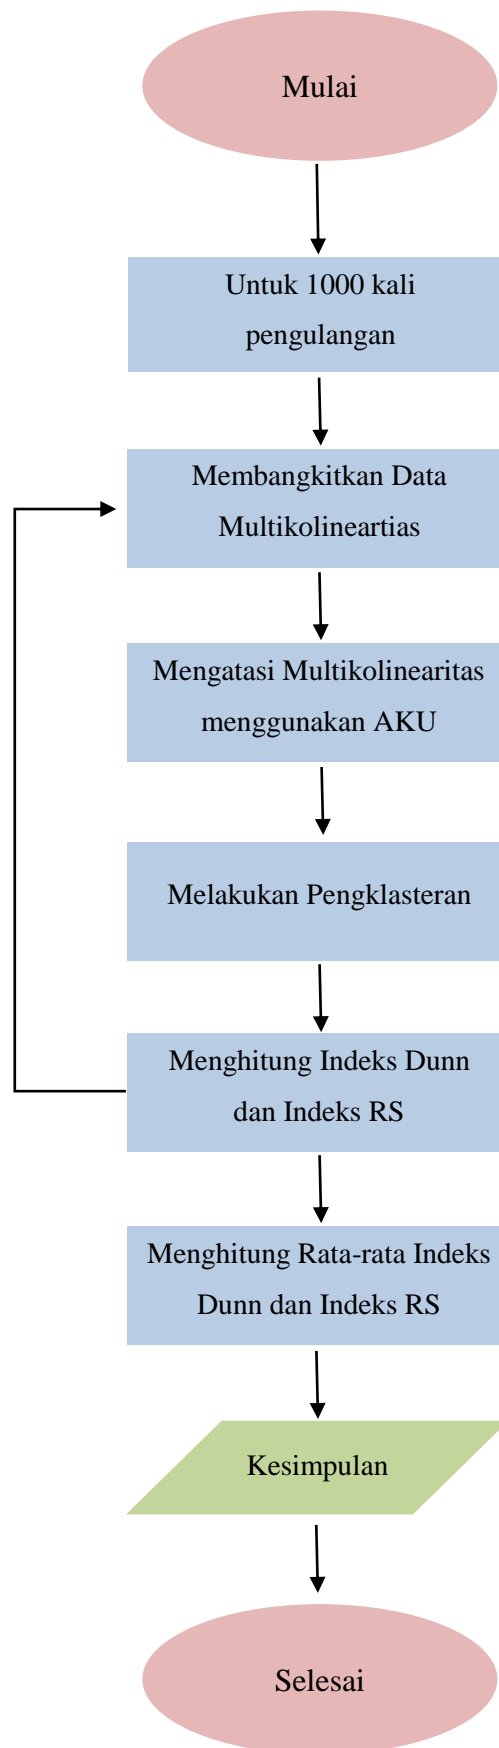 Mulai
Untuk 1000 kali
pengulangan
Membangkitkan Data
Multikolineartias
Mengatasi Multikolinearitas
menggunakan AKU
Melakukan Pengklasteran
Menghitung Indeks Dunn
dan Indeks RS
Menghitung Rata-rata Indeks
Dunn dan Indeks RS
Kesimpulan
Selesai